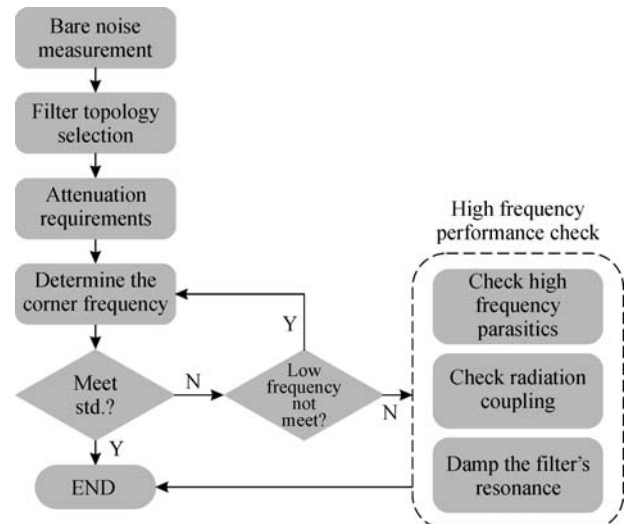 Bare noise
measurement
Filter topology
selection
Attenuation
requirements
Determine the
corner frequency
Y
Meet
std.?
N
Low
frequency
not
meet?
N
Y
END
High frequency
performance check
Check high
frequency
parasitics
Check radiation
coupling
Damp the filter's
resonance